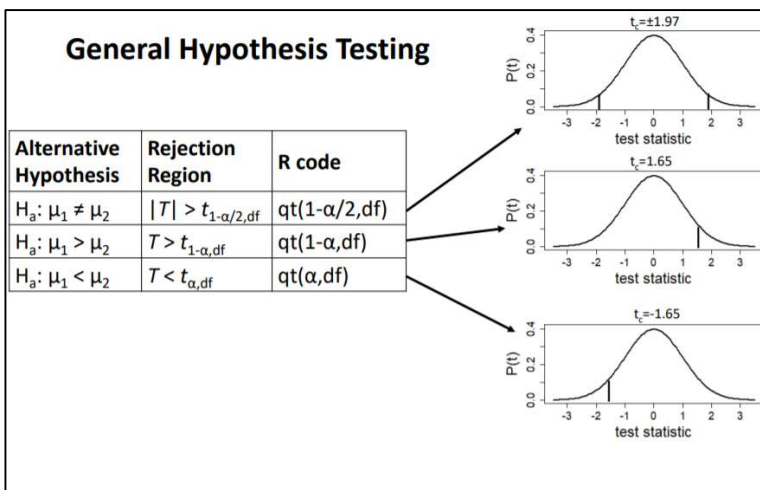 General Hypothesis Testing
Alternative Hypothesis
Rejection Region
R code
Hₐ: μ₁ ≠ μ₂
|T| > t₁₋α/₂,df
qt(1-α/2,df)
Hₐ: μ₁ > μ₂
T > t₁₋α,df
qt(1-α,df)
Hₐ: μ₁ < μ₂
T < tα,df
qt(α,df)
t_c=±1.97
P(t)
0.4
0.2
0.0
-3 -2 -1 0 1 2 3
test statistic
t_c=1.65
P(t)
0.4
0.2
0.0
-3 -2 -1 0 1 2 3
test statistic
t_c=-1.65
P(t)
0.4
0.2
0.0
-3 -2 -1 0 1 2 3
test statistic